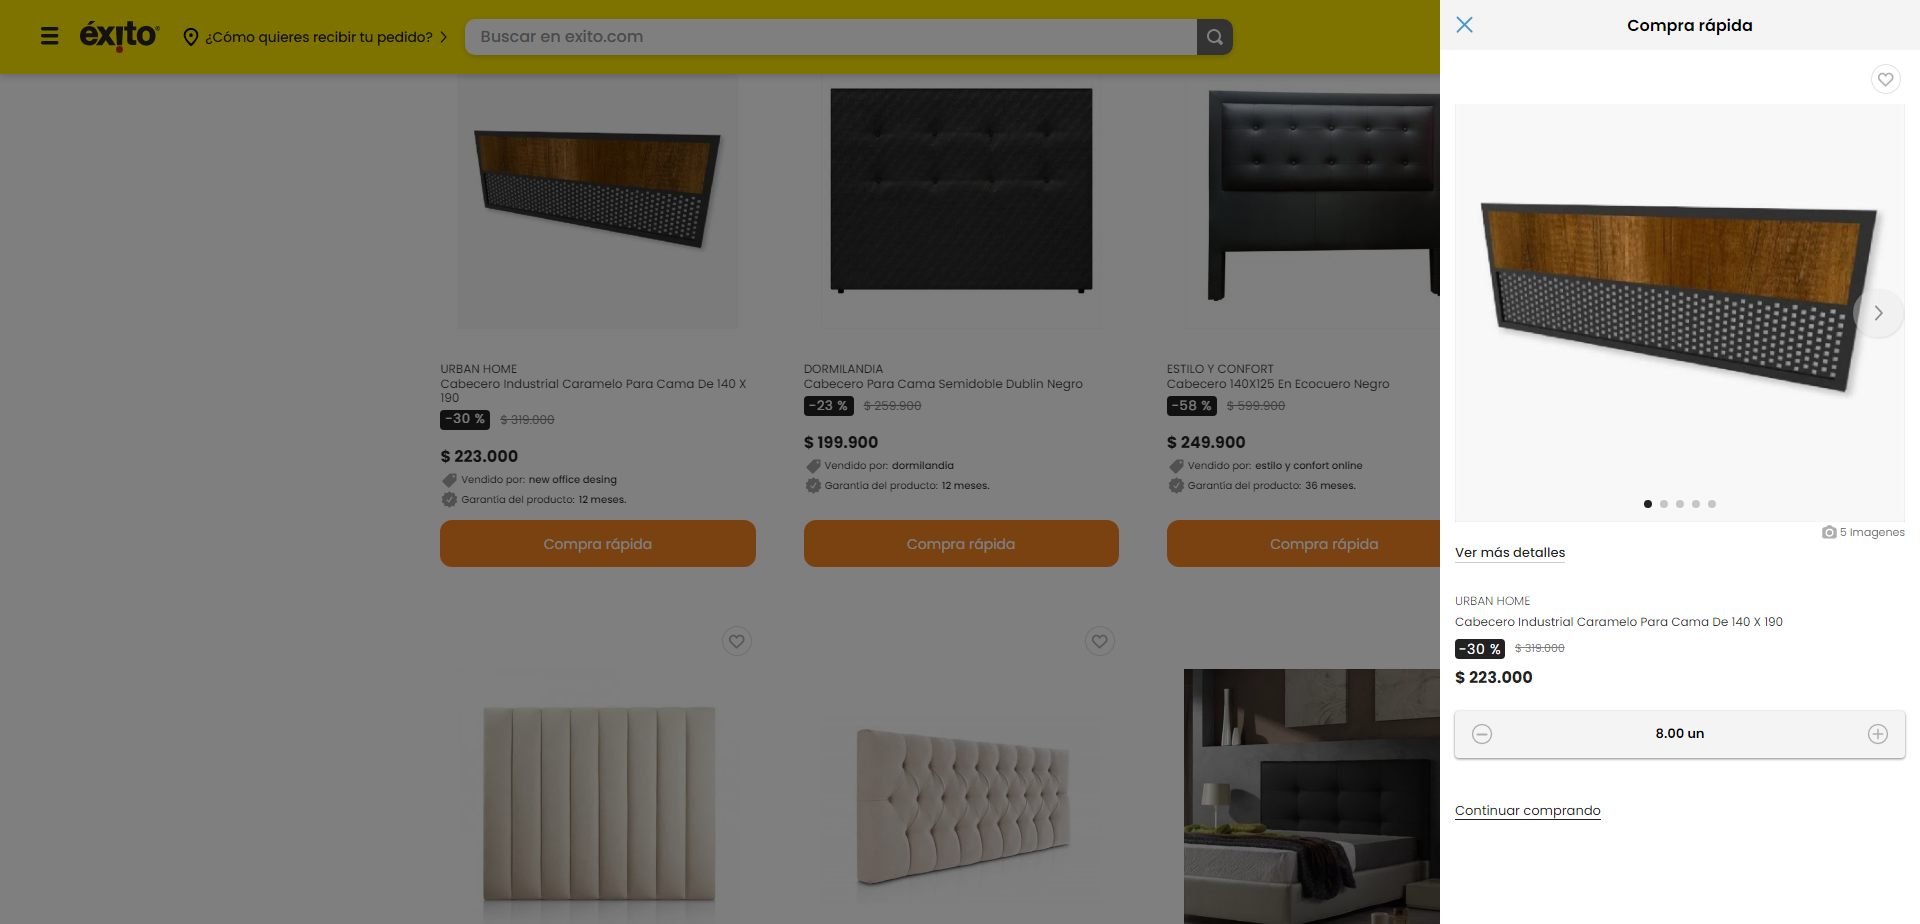 éxito
¿Cómo quieres recibir tu pedido?
Buscar en exito.com
URBAN HOME
Cabecero Industrial Caramelo Para Cama De 140 X
190
-30 % $ 319.000
$ 223.000
Vendido por: new office desing
Garantía del producto: 12 meses.
Compra rápida
DORMILANDIA
Cabecero Para Cama Semidoble Dublin Negro
-23 % $ 259.900
$ 199.900
Vendido por: dormilandia
Garantía del producto: 12 meses.
Compra rápida
ESTILO Y CONFORT
Cabecero 140X125 En Ecocuero Negro
-58 % $ 599.900
$ 249.900
Vendido por: estilo y confort online
Garantía del producto: 36 meses.
Compra rápida
Compra rápida
5 Imagenes
Ver más detalles
URBAN HOME
Cabecero Industrial Caramelo Para Cama De 140 X 190
-30 % $ 319.000
$ 223.000
8.00 un
Continuar comprando